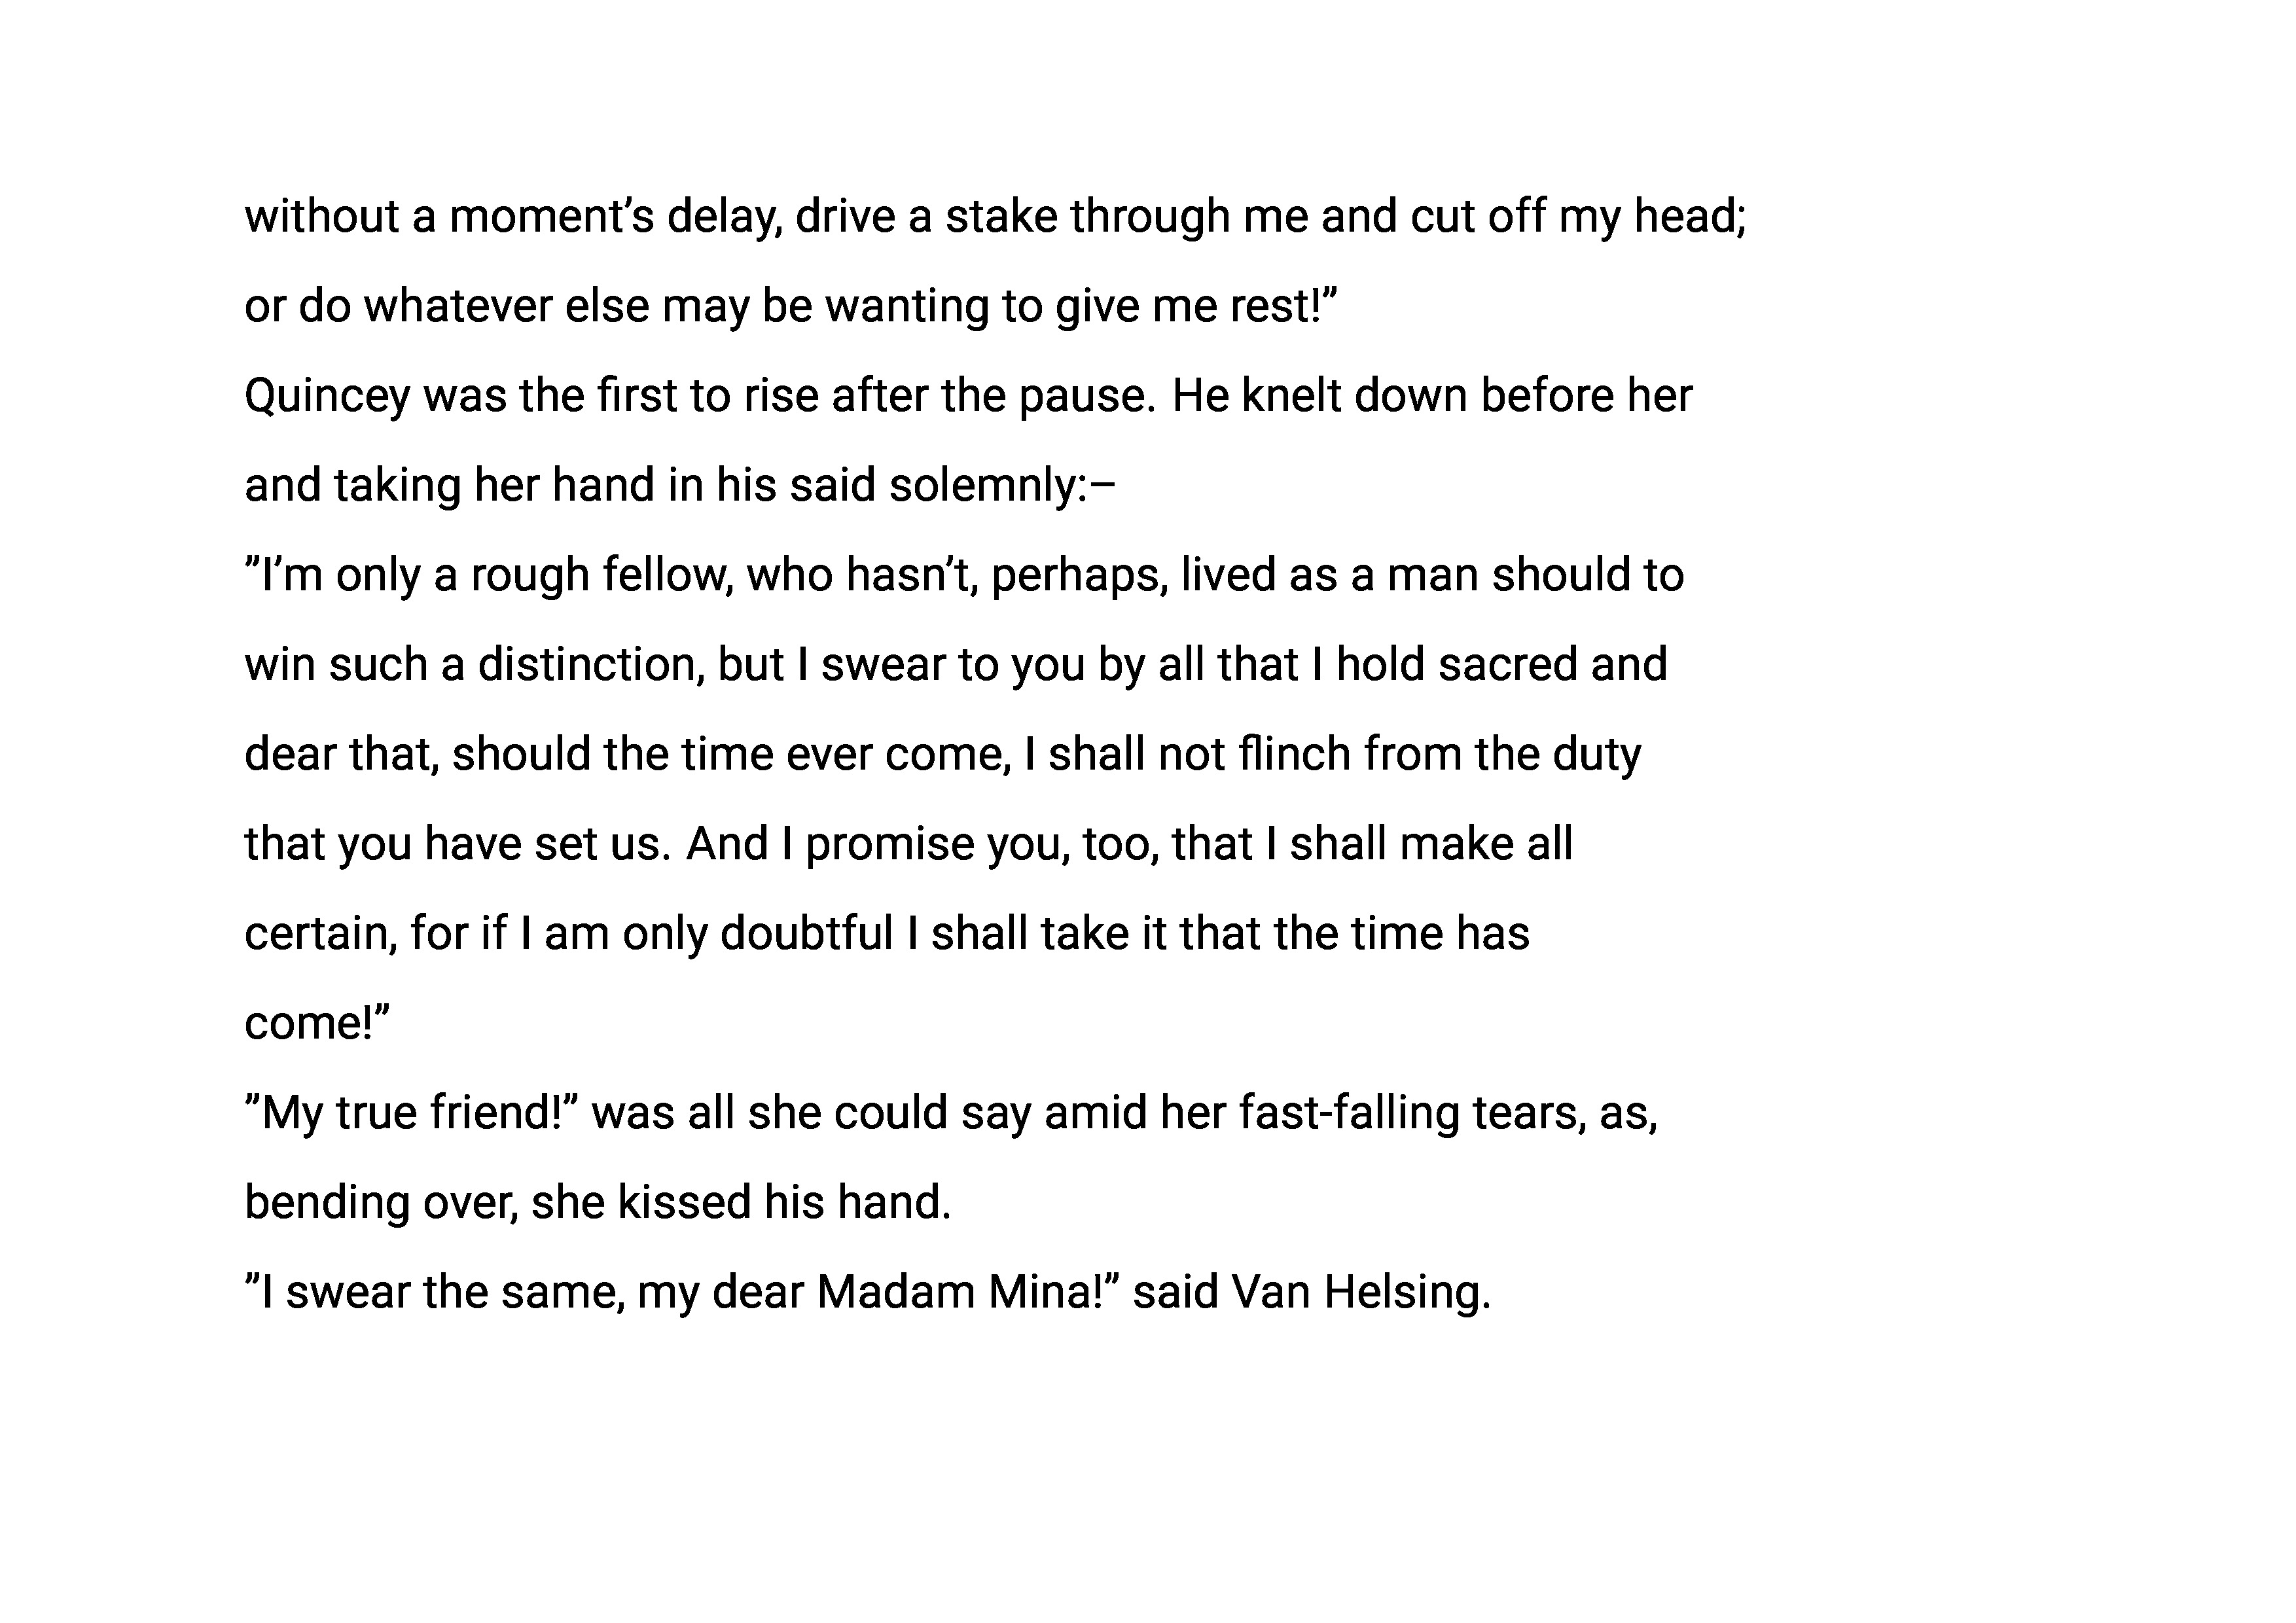 without a moment’s delay, drive a stake through me and cut off my head;
or do whatever else may be wanting to give me rest!”
Quincey was the first to rise after the pause. He knelt down before her
and taking her hand in his said solemnly:–
”I’m only a rough fellow, who hasn’t, perhaps, lived as a man should to
win such a distinction, but I swear to you by all that I hold sacred and
dear that, should the time ever come, I shall not flinch from the duty
that you have set us. And I promise you, too, that I shall make all
certain, for if I am only doubtful I shall take it that the time has
come!”
”My true friend!” was all she could say amid her fast-falling tears, as,
bending over, she kissed his hand.
”I swear the same, my dear Madam Mina!” said Van Helsing.